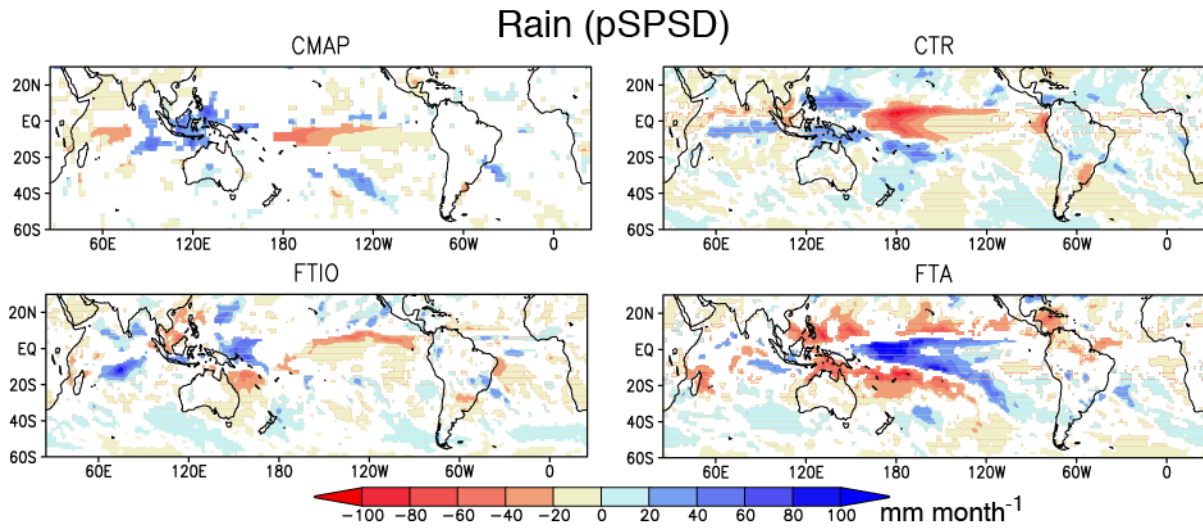 Rain (pSPSD)
CMAP
CTR
20N
EQ
20S
40S
60S
60E 120E 180 120W 60W 0
20N
EQ
20S
40S
60S
60E 120E 180 120W 60W 0
FTIO
FTA
20N
EQ
20S
40S
60S
60E 120E 180 120W 60W 0
20N
EQ
20S
40S
60S
60E 120E 180 120W 60W 0
−100 −80 −60 −40 −20 0 20 40 60 80 100 mm month⁻¹